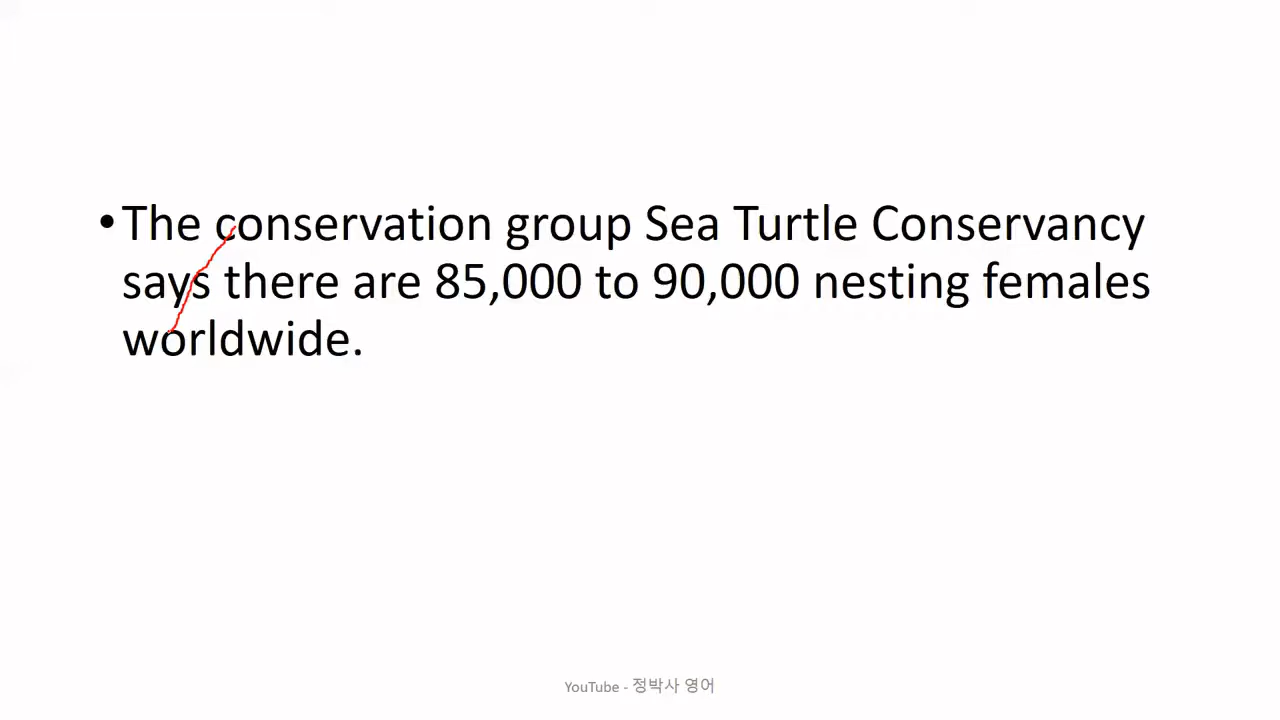 •The conservation group Sea Turtle Conservancy
says there are 85,000 to 90,000 nesting females
worldwide.
YouTube - 정박사 영어